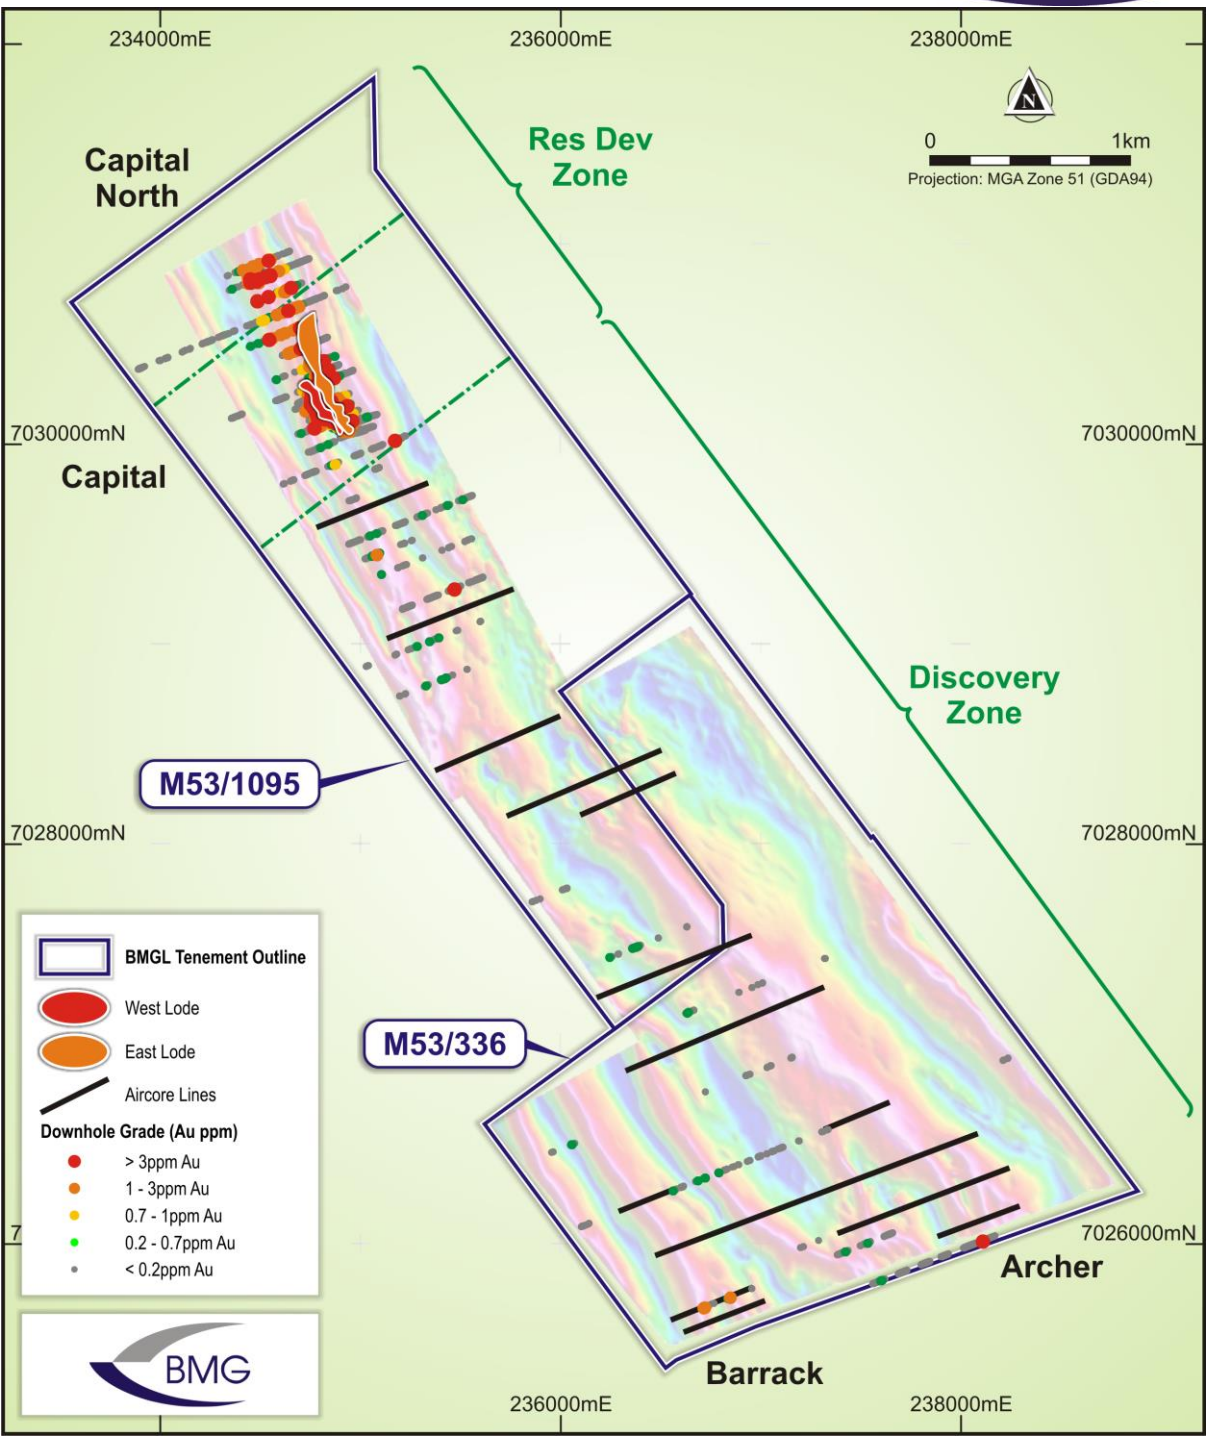 234000mE
236000mE
238000mE
N
0
1km
Projection: MGA Zone 51 (GDA94)
Res Dev
Zone
Capital
North
7030000mN
7030000mN
Capital
Discovery
Zone
M53/1095
7028000mN
7028000mN
BMGL Tenement Outline
West Lode
East Lode
Aircore Lines
Downhole Grade (Au ppm)
> 3ppm Au
1 - 3ppm Au
0.7 - 1ppm Au
0.2 - 0.7ppm Au
< 0.2ppm Au
M53/336
7
7026000mN
Archer
Barrack
BMG
236000mE
238000mE